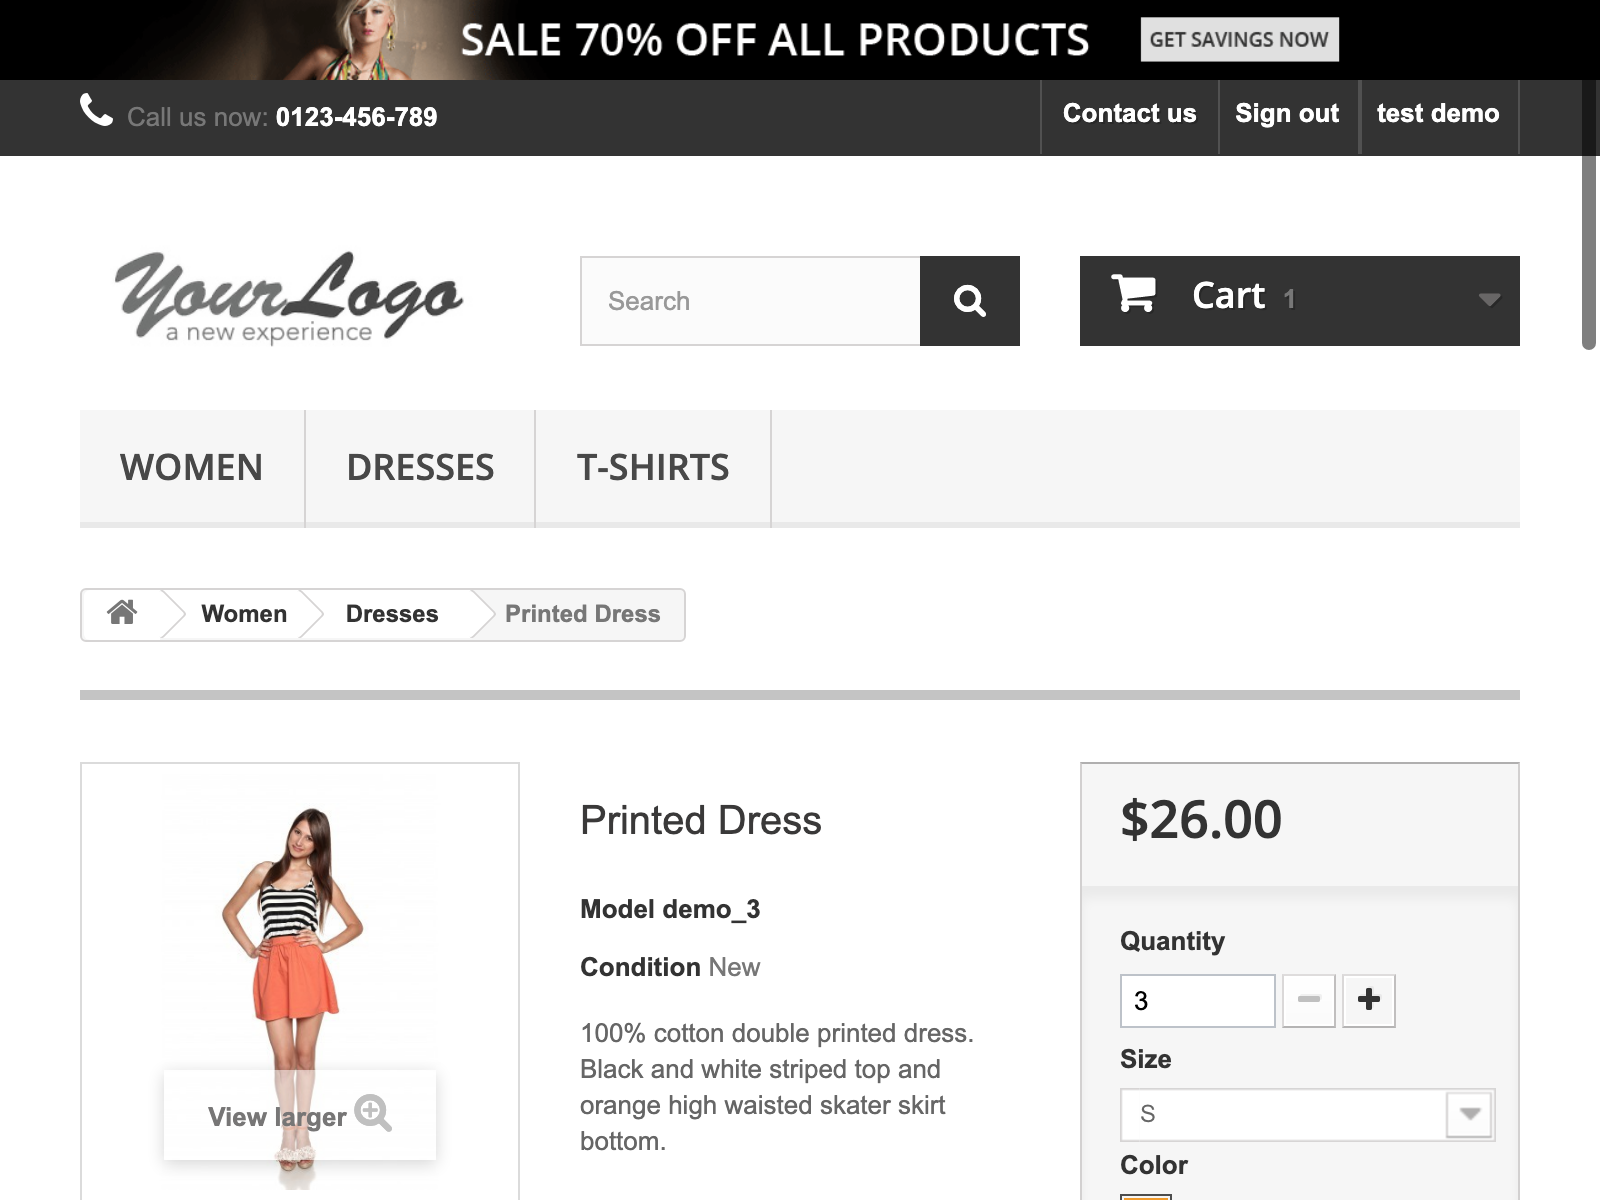 SALE 70% OFF ALL PRODUCTS GET SAVINGS NOW
Call us now: 0123-456-789 Contact us Sign out test demo
YourLogo
a new experience
Search
Cart 1
WOMEN DRESSES T-SHIRTS
Women Dresses Printed Dress
View larger
Printed Dress
Model demo_3
Condition New
100% cotton double printed dress.
Black and white striped top and
orange high waisted skater skirt
bottom.
$26.00
Quantity
3
Size
S
Color